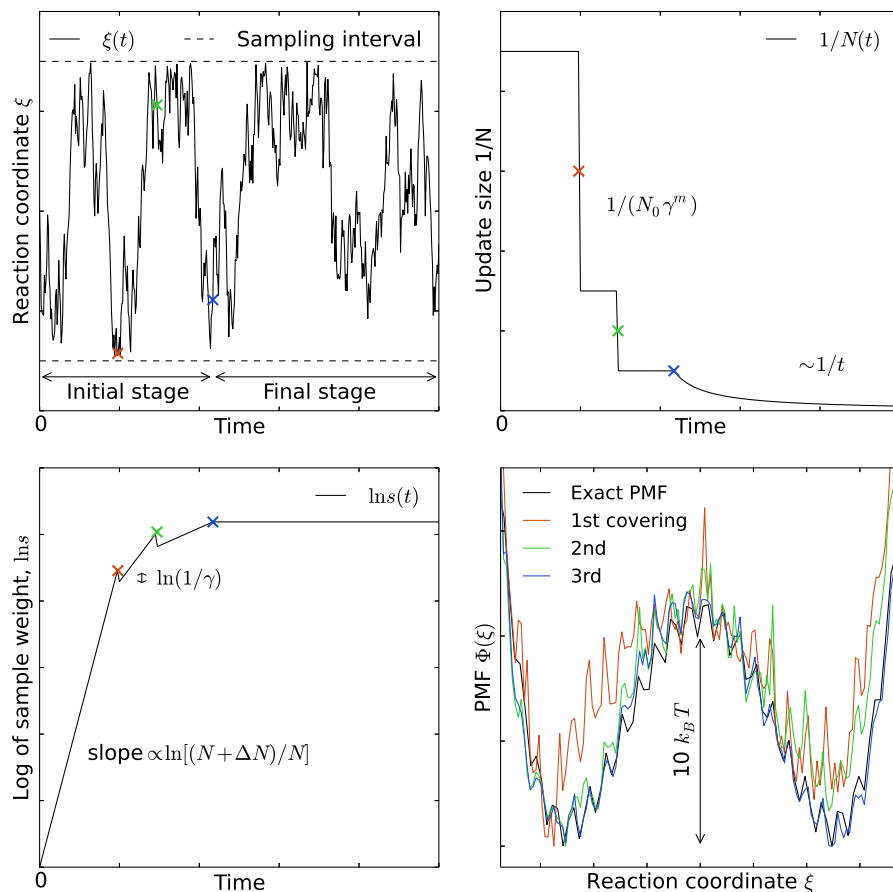 ξ(t)
Sampling interval
Reaction coordinate ξ
Initial stage
Final stage
0
Time
1/N(t)
Update size 1/N
1/(N₀γᵐ)
~1/t
0
Time
ln s(t)
Log of sample weight, ln s
ln(1/γ)
slope ∝ln[(N+ΔN)/N]
0
Time
Exact PMF
1st covering
2nd
3rd
PMF Φ(ξ)
10 k_B T
Reaction coordinate ξ